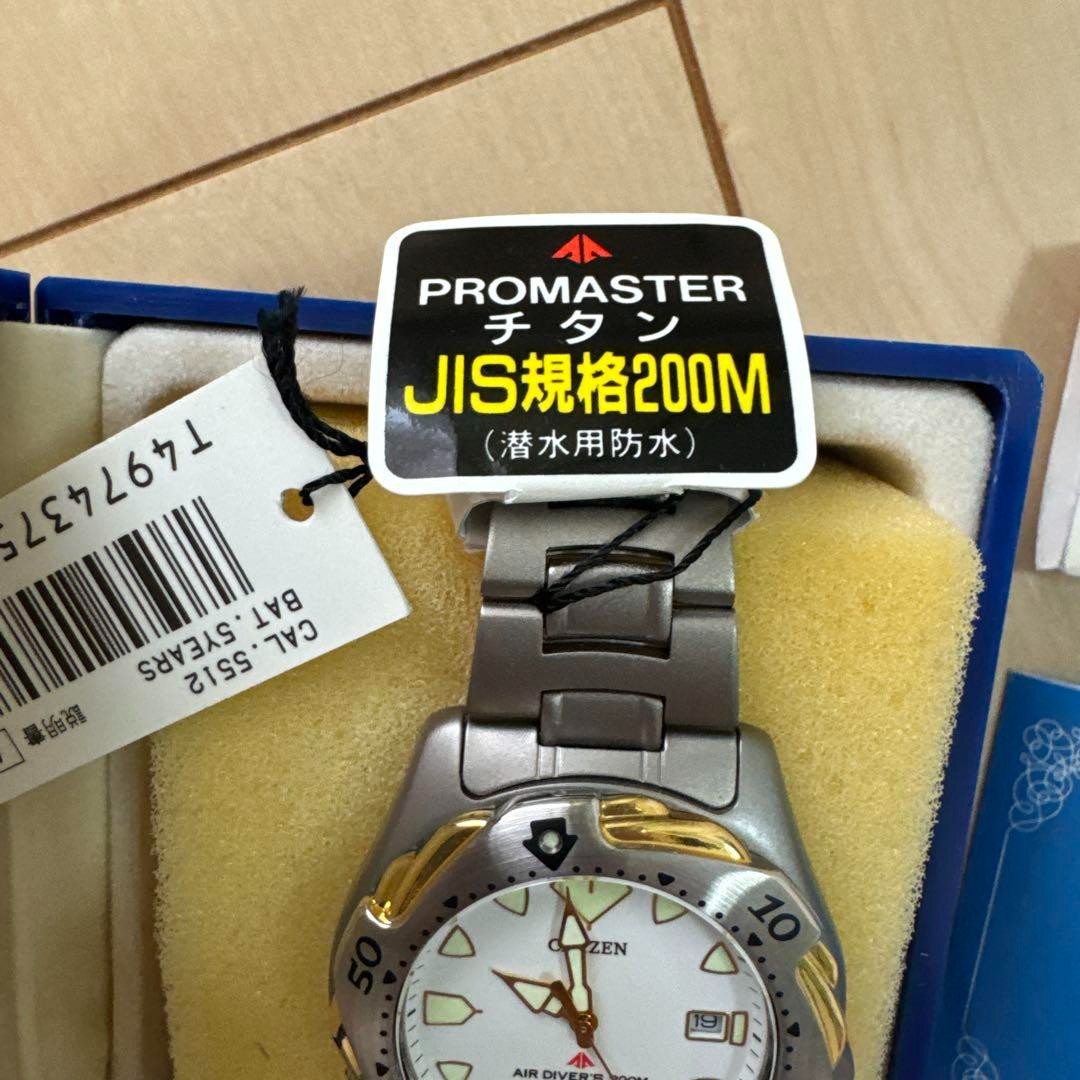 PROMASTER
チタン
JIS規格200M
(潜水用防水)
T4974375
CAL.5512
BAT.5YEARS
説明書
10
50
CITIZEN
19
AIR DIVER'S 200M